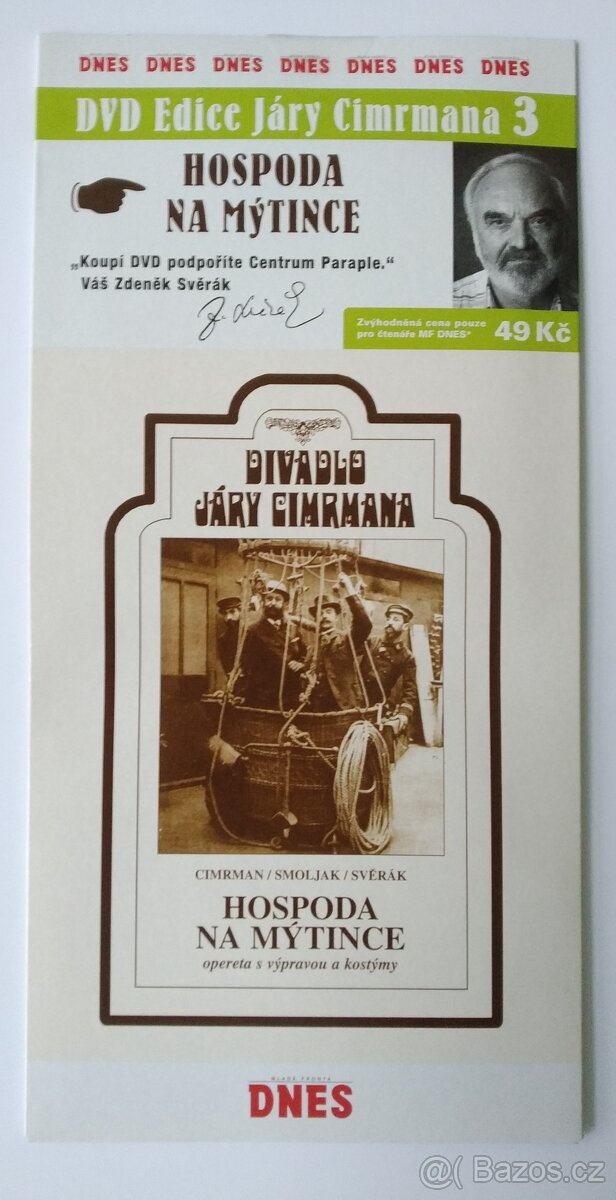 DNES DNES DNES DNES DNES DNES DNES
DVD Edice Járy Cimrmana 3
HOSPODA
NA MýTINCE
„Koupí DVD podpoříte Centrum Paraple.“
Váš Zdeněk Svěrák
Zvýhodněná cena pouze
pro čtenáře MF DNES*
49 Kč
DIVADLO
JÁRY CIMRMANA
CIMRMAN / SMOLJAK / SVĚRÁK
HOSPODA
NA MÝTINCE
opereta s výpravou a kostýmy
MLADÁ FRONTA
DNES
@( Bazos.cz